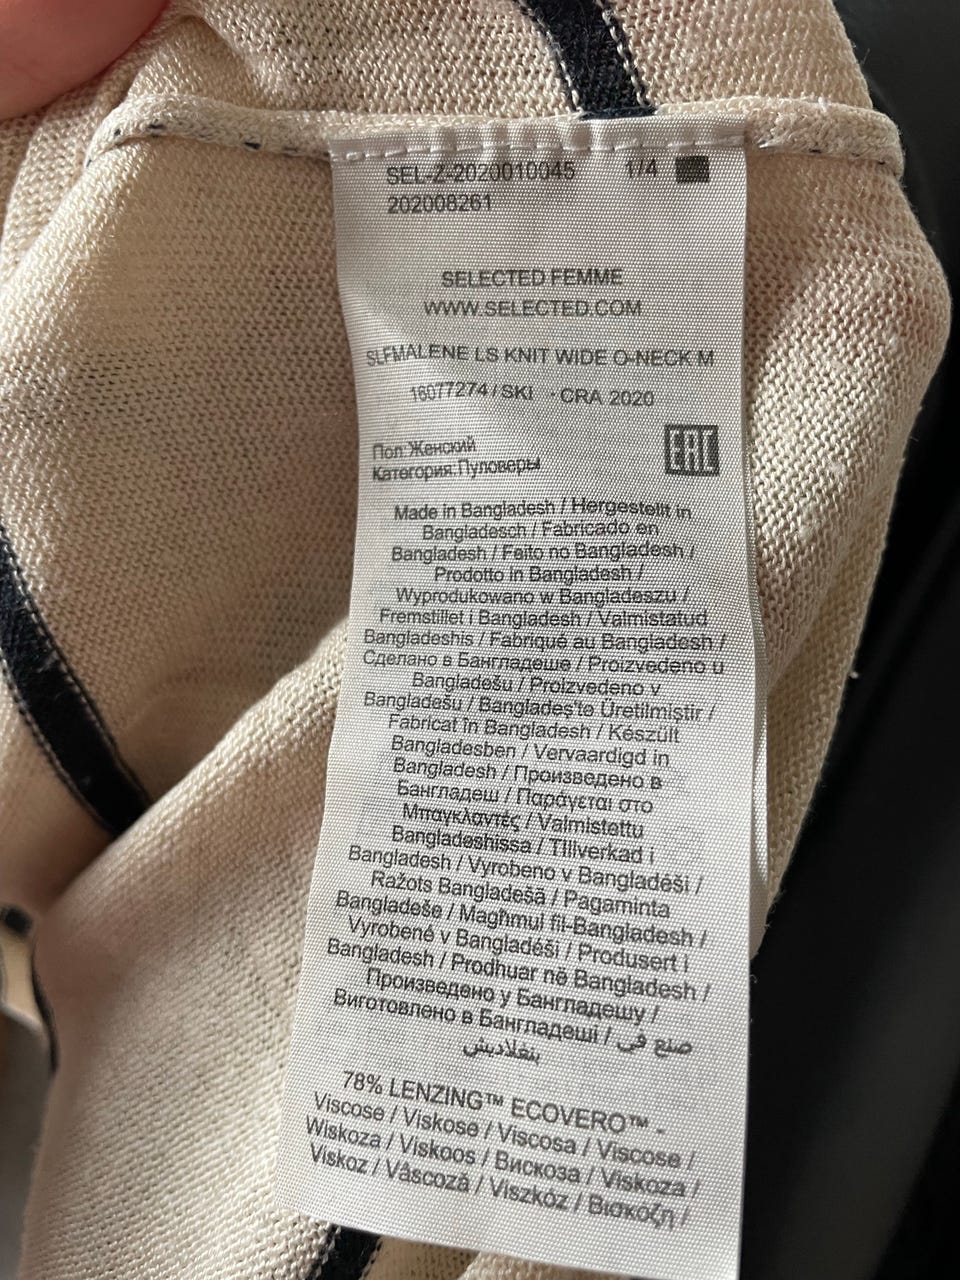 SEL-Z-2020010045 1/4
202008261
SELECTED FEMME
WWW.SELECTED.COM
SLFMALENE LS KNIT WIDE O-NECK M
16077274 / SKI - CRA 2020
Пол:Женский
Категория:Пуловеры
EAC
Made in Bangladesh / Hergestellt in
Bangladesch / Fabricado en
Bangladesh / Feito no Bangladesh /
Prodotto in Bangladesh /
Wyprodukowano w Bangladeszu /
Fremstillet i Bangladesh / Valmistatud
Bangladeshis / Fabriqué au Bangladesh /
Сделано в Бангладеше / Proizvedeno u
Bangladešu / Proizvedeno v
Bangladešu / Bangladeş'te Üretilmiştir /
Fabricat în Bangladesh / Készült
Bangladesben / Vervaardigd in
Bangladesh / Произведено в
Бангладеш / Παράγεται στο
Μπαγκλαντές / Valmistettu
Bangladeshissa / Tillverkad i
Bangladesh / Vyrobeno v Bangladéši /
Ražots Bangladešā / Pagaminta
Bangladeše / Magħmul fil-Bangladesh /
Vyrobené v Bangladéši / Produsert i
Bangladesh / Prodhuar në Bangladesh /
Произведено у Бангладешу /
Виготовлено в Бангладеші / صنع في
بنغلاديش
78% LENZING™ ECOVERO™ -
Viscose / Viskose / Viscosa / Viscose /
Wiskoza / Viskoos / Вискоза / Viskoza /
Viskoz / Vâscoză / Viszkóz / Βισκόζη /